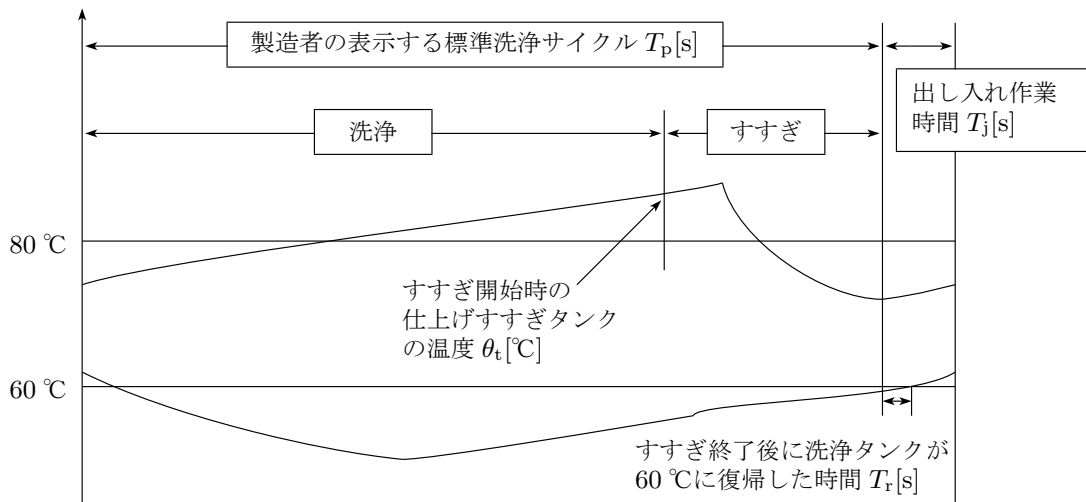 製造者の表示する標準洗浄サイクル Tp[s]
出し入れ作業
時間 Tj[s]
洗浄
すすぎ
80 ℃
すすぎ開始時の
仕上げすすぎタンク
の温度 θt[℃]
60 ℃
すすぎ終了後に洗浄タンクが
60 ℃に復帰した時間 Tr[s]